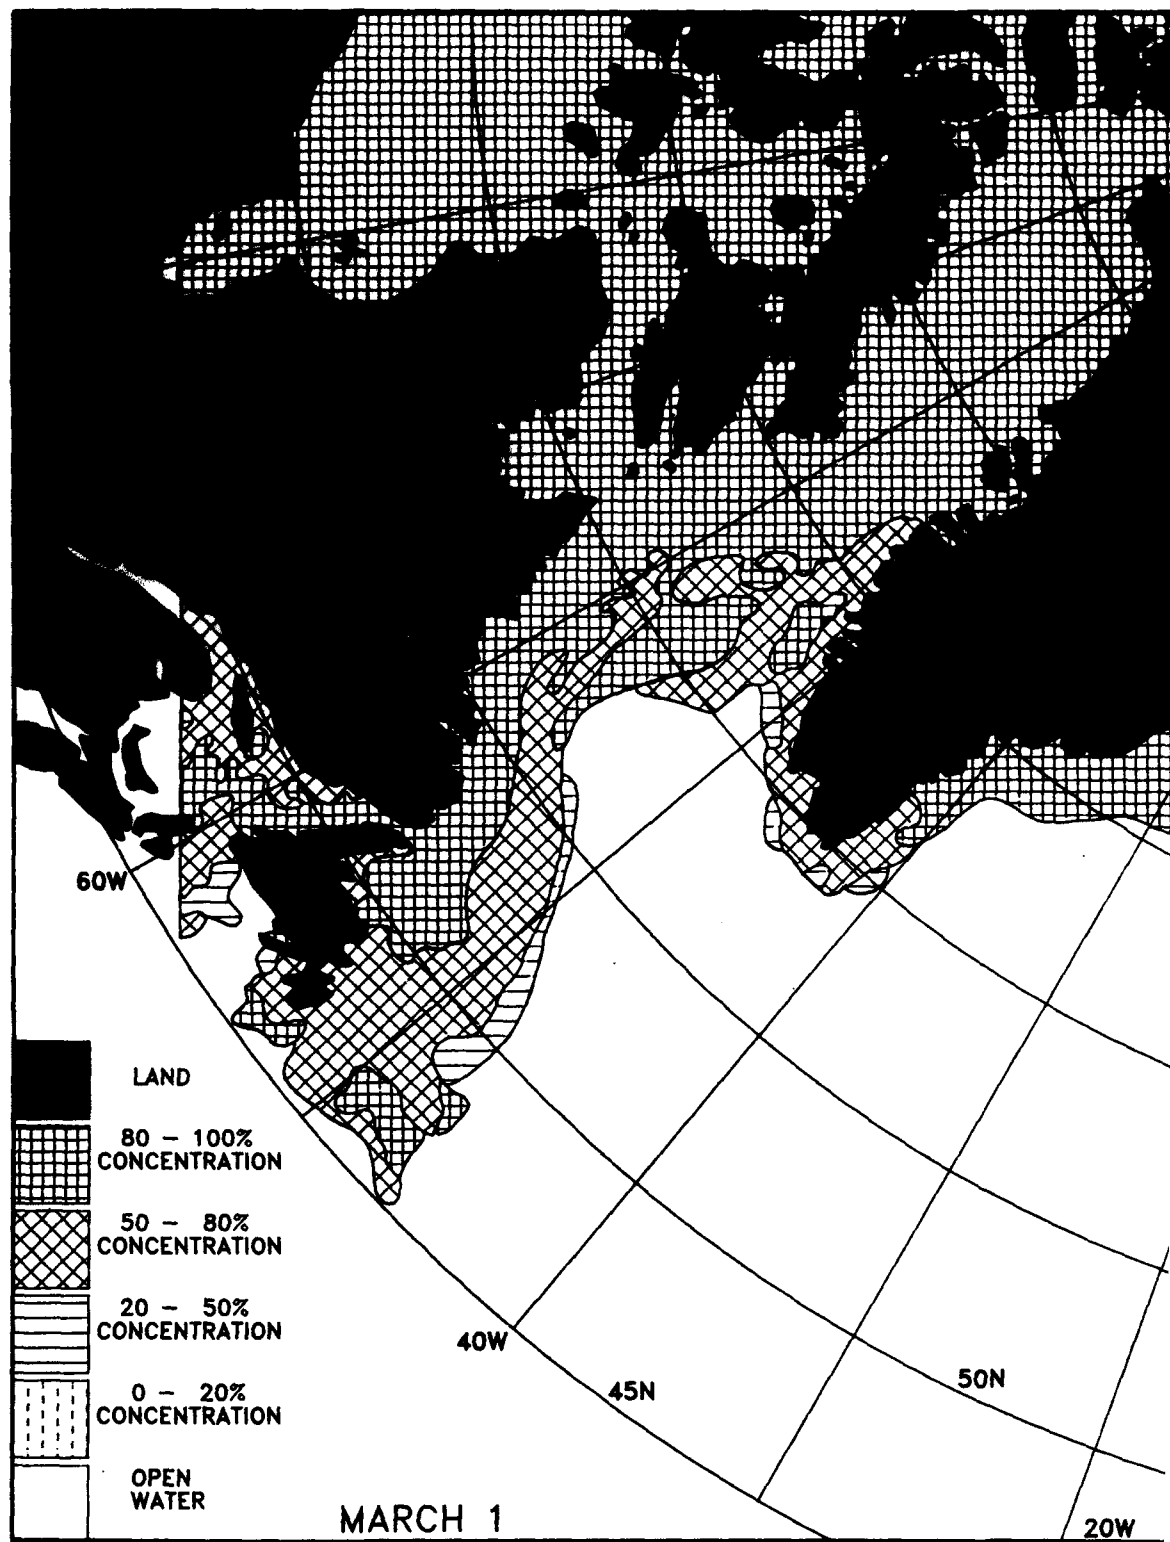 60W
LAND
80 - 100%
CONCENTRATION
50 - 80%
CONCENTRATION
20 - 50%
CONCENTRATION
0 - 20%
CONCENTRATION
OPEN
WATER
40W
45N
50N
20W
MARCH 1